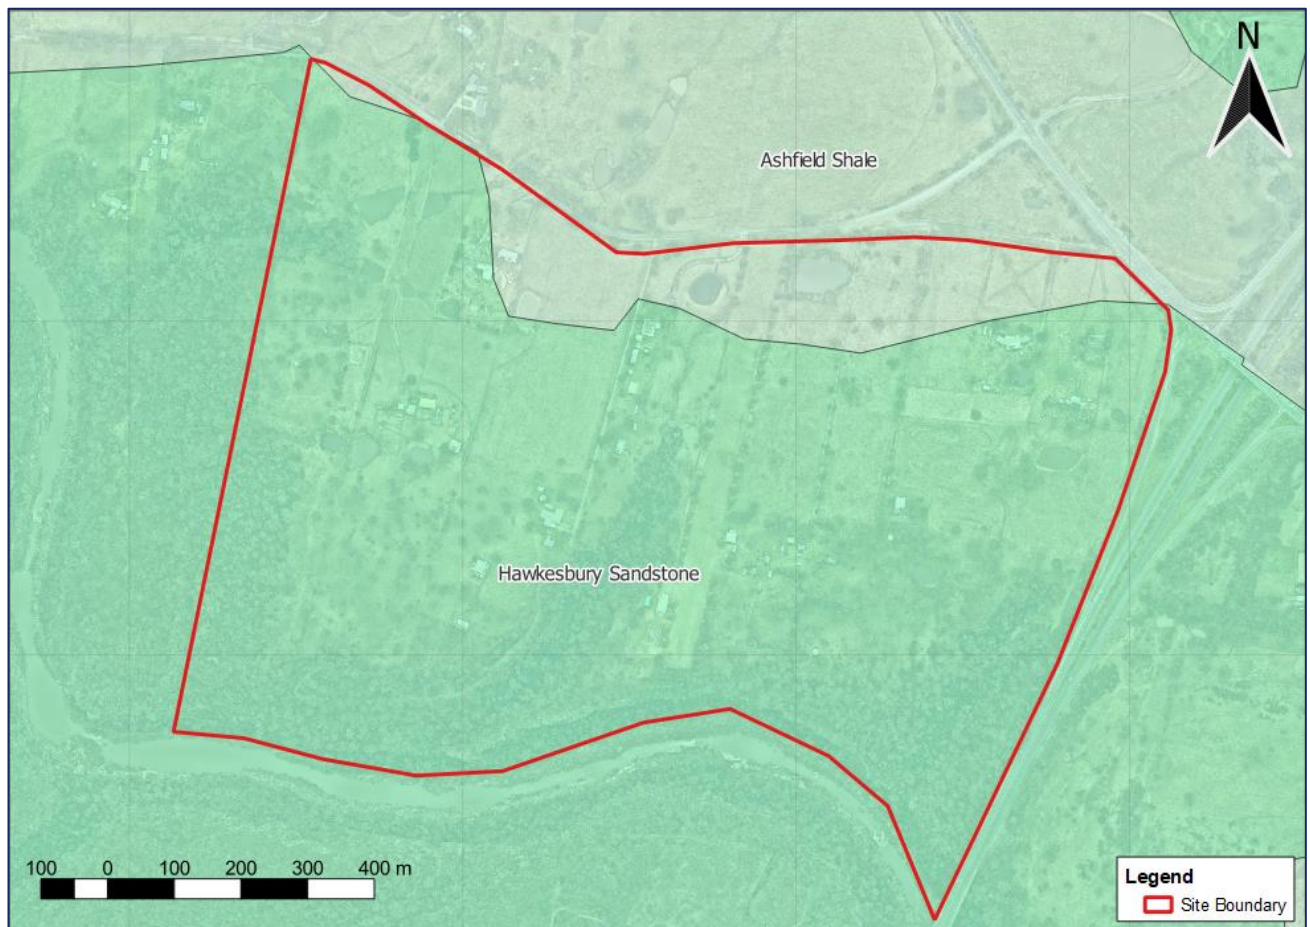 N
Ashfield Shale
Hawkesbury Sandstone
100 0 100 200 300 400 m
Legend
Site Boundary